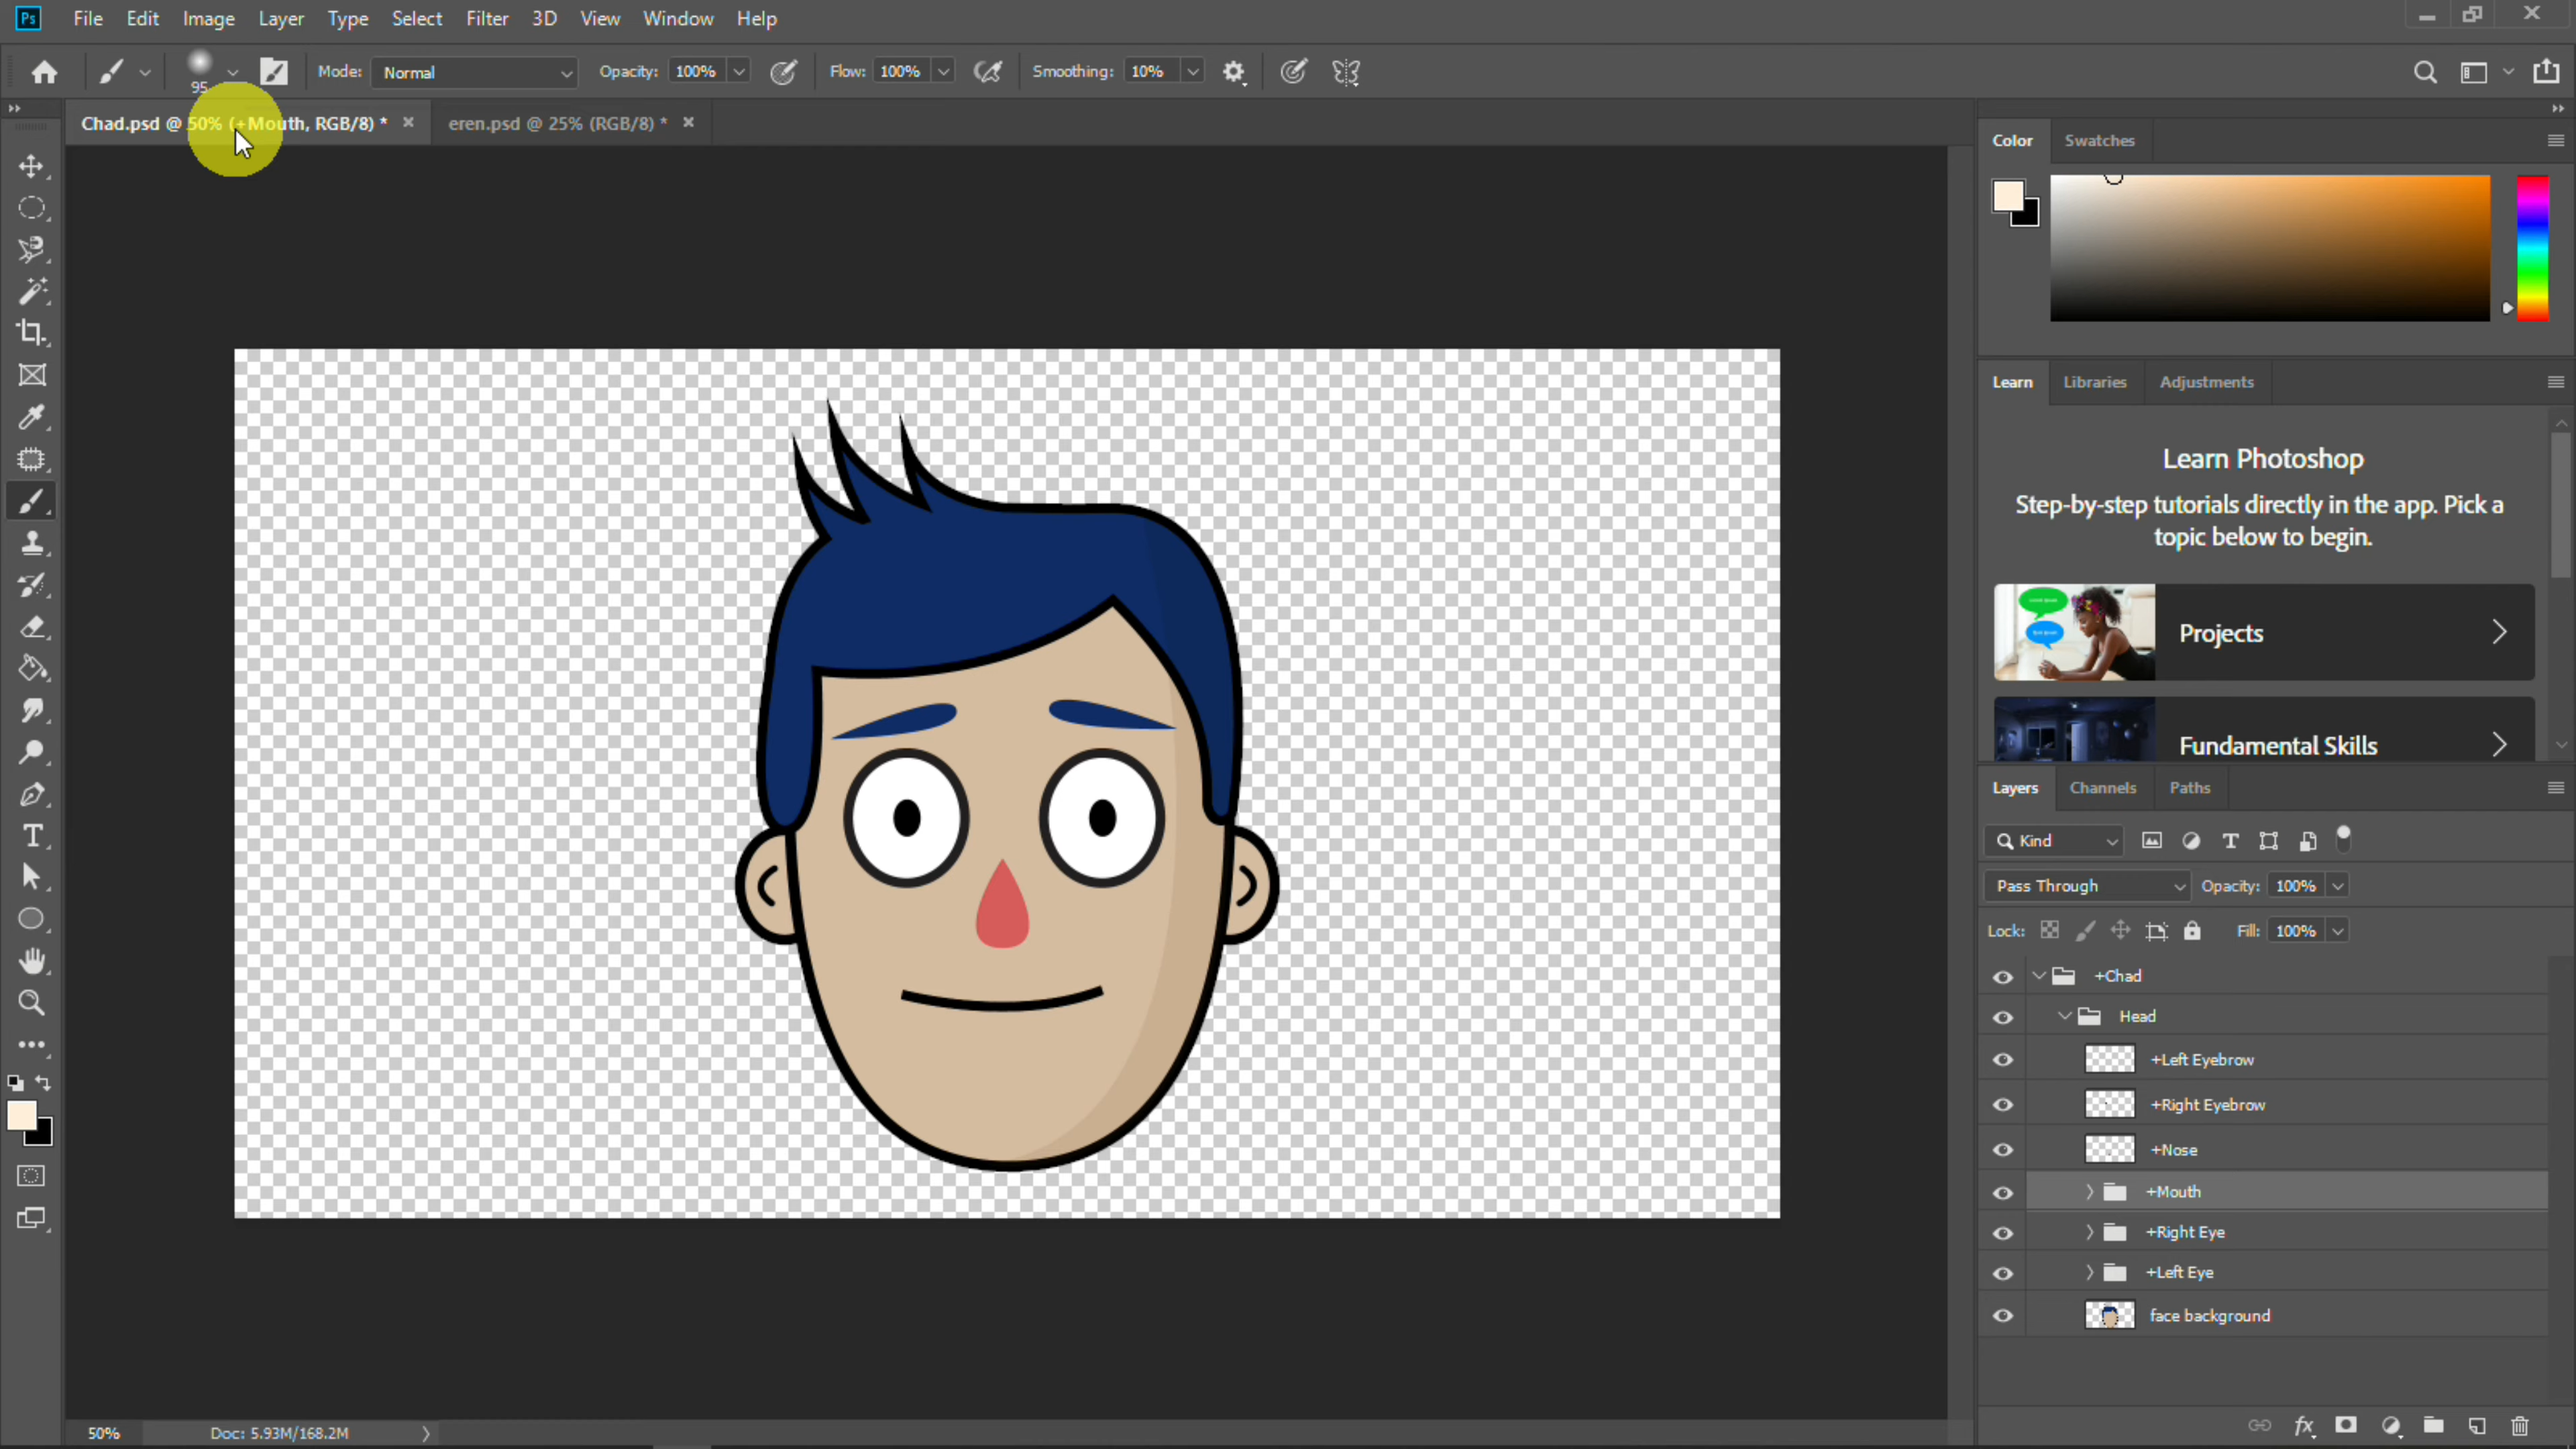 Ps File Edit Image Layer Type Select Filter 3D View Window Help
95 Mode: Normal Opacity: 100% Flow: 100% Smoothing: 10%
Chad.psd @ 50% (+Mouth, RGB/8) * × eren.psd @ 25% (RGB/8) * ×
Color Swatches
Learn Libraries Adjustments
Learn Photoshop
Step-by-step tutorials directly in the app. Pick a
topic below to begin.
Projects
Fundamental Skills
Layers Channels Paths
Kind
Pass Through Opacity: 100%
Lock: Fill: 100%
+Chad
Head
+Left Eyebrow
+Right Eyebrow
+Nose
+Mouth
+Right Eye
+Left Eye
face background
50% Doc: 5.93M/168.2M
fx